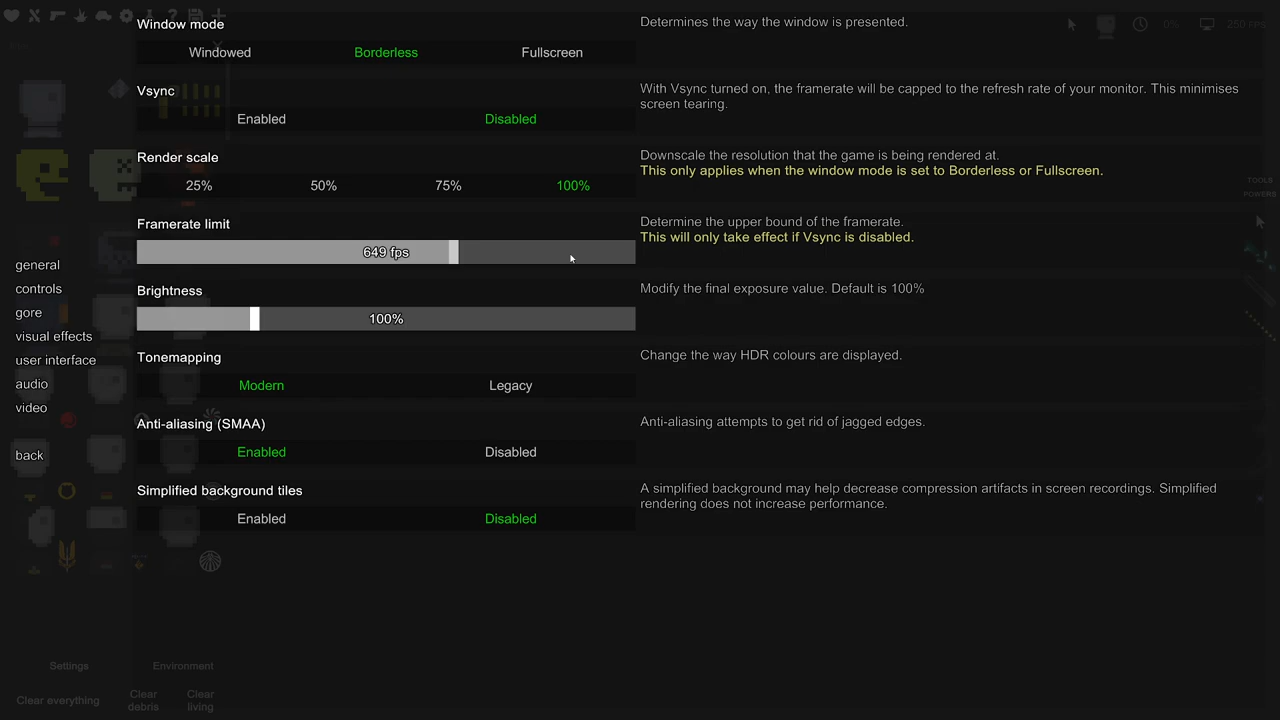 Window mode
Determines the way the window is presented.
Windowed
Borderless
Fullscreen
0%
250 FPS
Vsync
With Vsync turned on, the framerate will be capped to the refresh rate of your monitor. This minimises
screen tearing.
Enabled
Disabled
Render scale
Downscale the resolution that the game is being rendered at.
This only applies when the window mode is set to Borderless or Fullscreen.
25%
50%
75%
100%
TOOLS
POWERS
Framerate limit
Determine the upper bound of the framerate.
This will only take effect if Vsync is disabled.
649 fps
general
controls
gore
visual effects
user interface
audio
video
back
Brightness
Modify the final exposure value. Default is 100%
100%
Tonemapping
Change the way HDR colours are displayed.
Modern
Legacy
Anti-aliasing (SMAA)
Anti-aliasing attempts to get rid of jagged edges.
Enabled
Disabled
Simplified background tiles
A simplified background may help decrease compression artifacts in screen recordings. Simplified
rendering does not increase performance.
Enabled
Disabled
Settings
Environment
Clear everything
Clear
debris
Clear
living